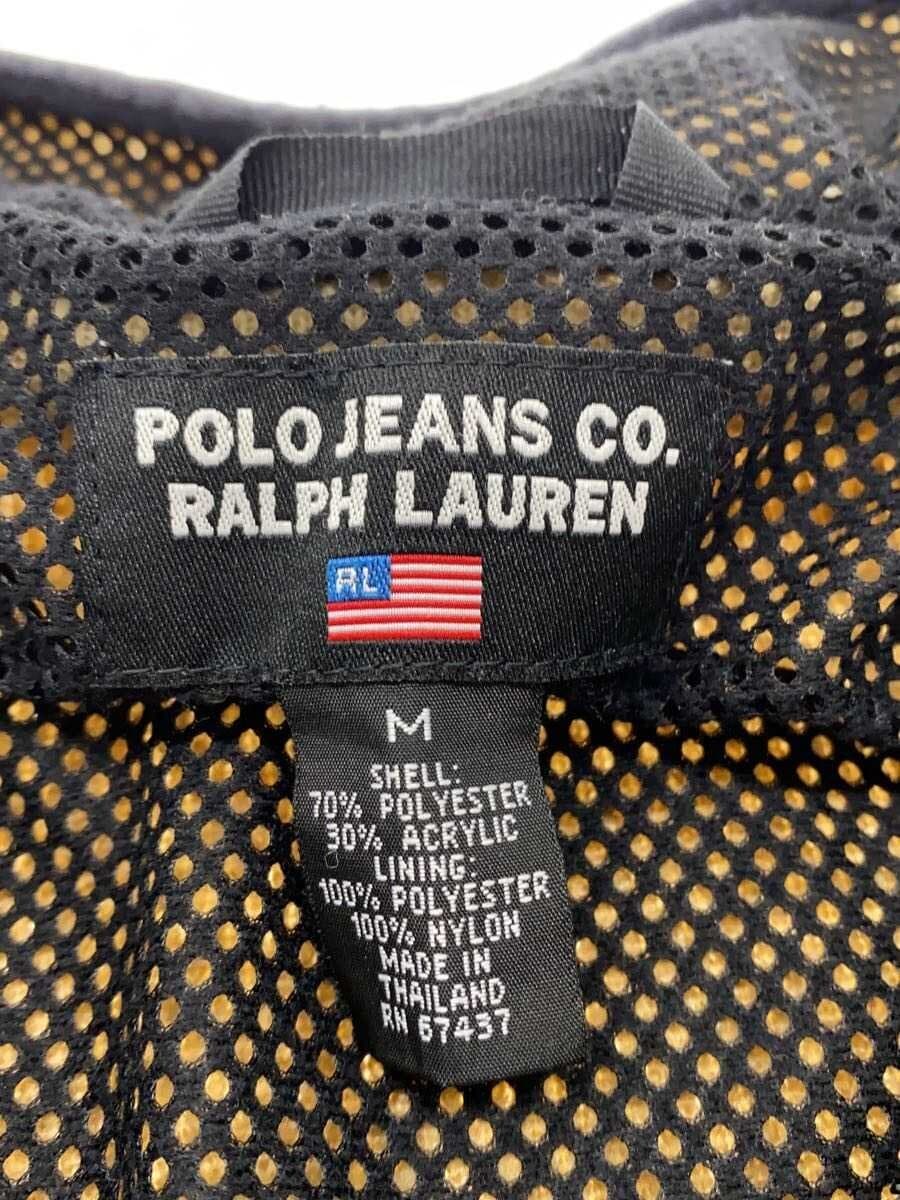 POLO JEANS CO.
RALPH LAUREN
RL
M
SHELL:
70% POLYESTER
30% ACRYLIC
LINING:
100% POLYESTER
100% NYLON
MADE IN
THAILAND
RN 67437